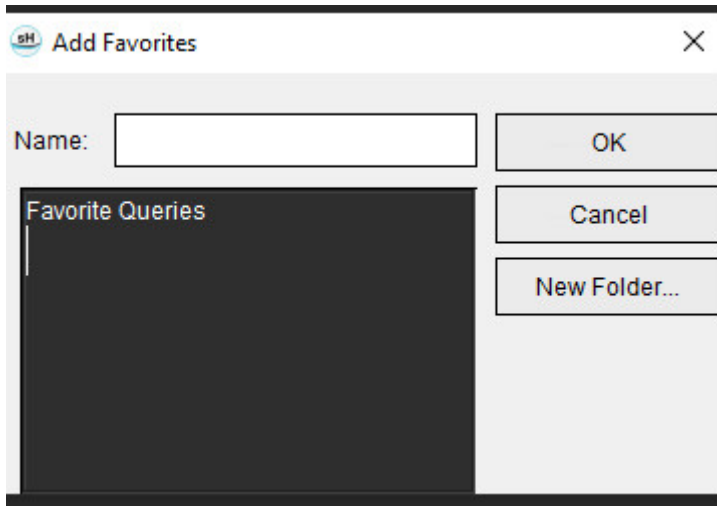 sH
Add Favorites
Name:
OK
Favorite Queries
Cancel
New Folder...